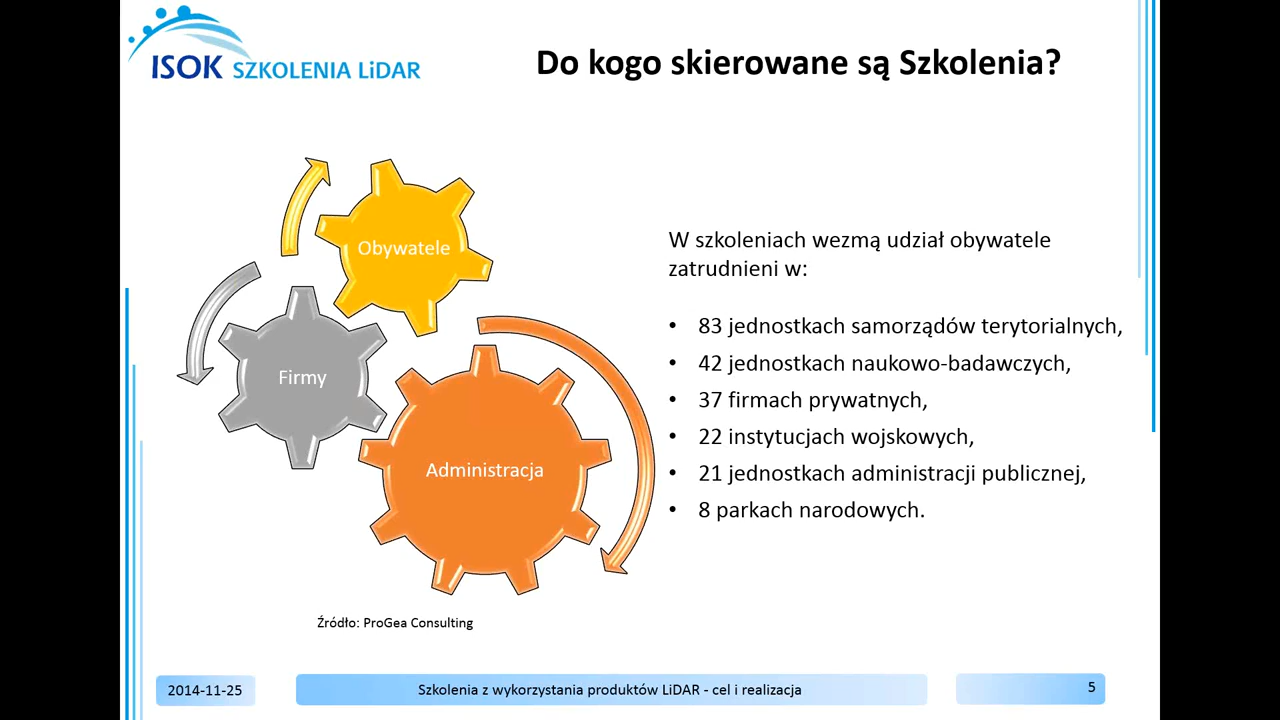 ISOK SZKOLENIA LiDAR
Do kogo skierowane są Szkolenia?
Obywatele
Firmy
Administracja
W szkoleniach wezmą udział obywatele
zatrudnieni w:
• 83 jednostkach samorządów terytorialnych,
• 42 jednostkach naukowo-badawczych,
• 37 firmach prywatnych,
• 22 instytucjach wojskowych,
• 21 jednostkach administracji publicznej,
• 8 parkach narodowych.
Źródło: ProGea Consulting
2014-11-25
Szkolenia z wykorzystania produktów LiDAR - cel i realizacja
5